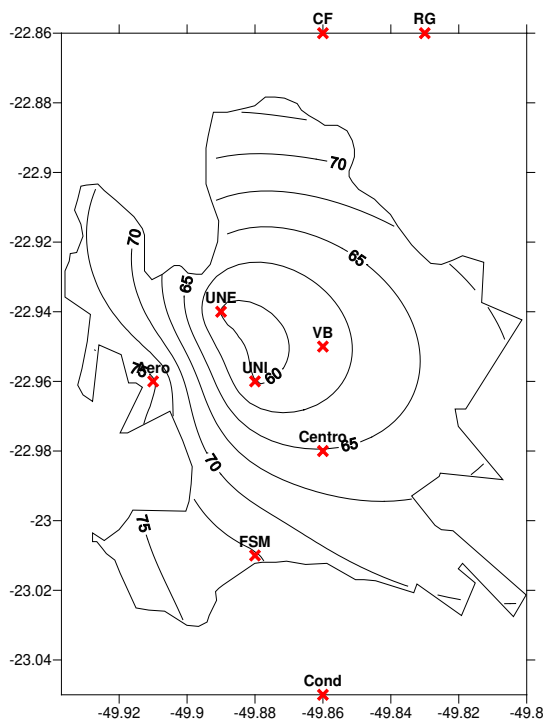 CF RG
-22.86
-22.88
70
-22.9
-22.92
70
65
65
-22.94
UNE
VB
-22.96
75
Aero
UNI
60
-22.98
Centro
65
70
-23
75
FSM
-23.02
-23.04
Cond
-49.92 -49.9 -49.88 -49.86 -49.84 -49.82 -49.8